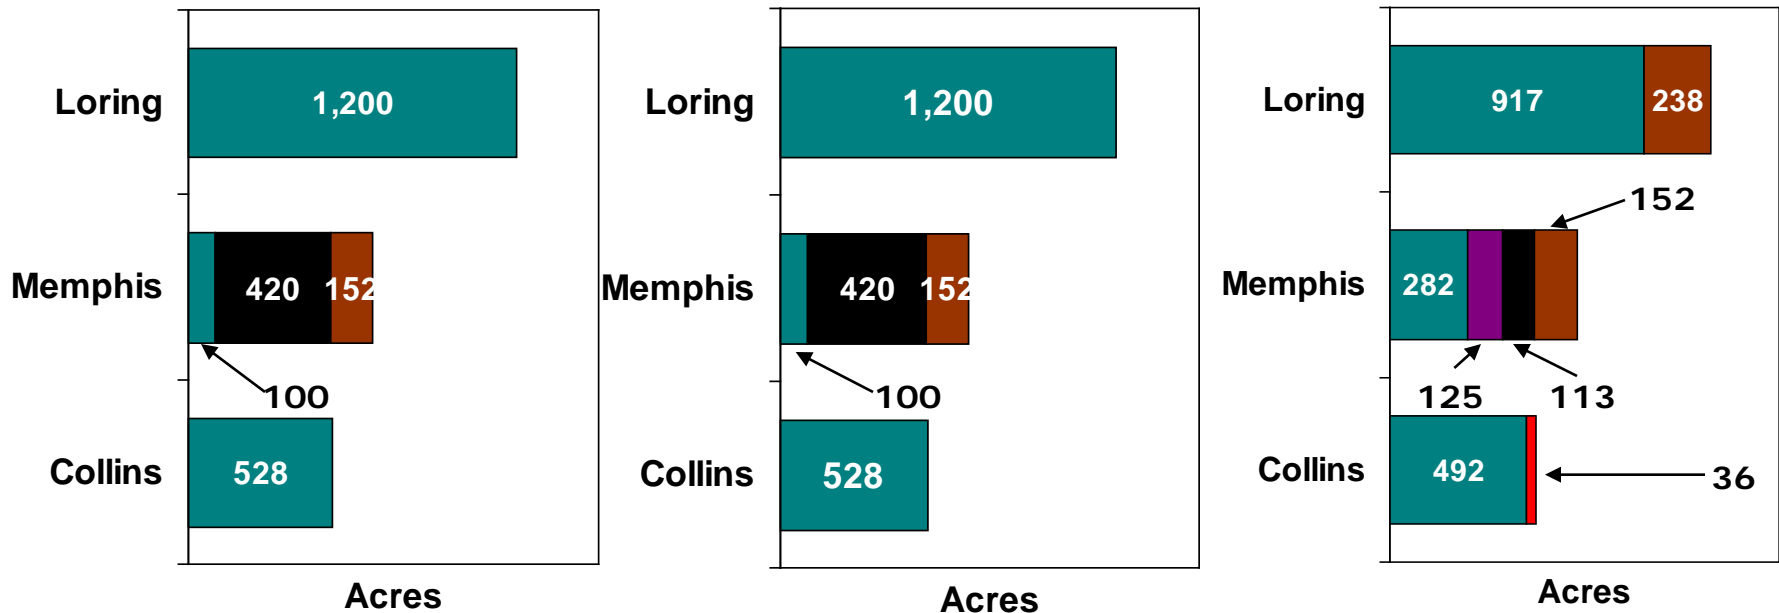 Loring
1,200
Memphis
420
152
100
Collins
528
Acres
Loring
1,200
Memphis
420
152
100
Collins
528
Acres
Loring
917
238
152
Memphis
282
125
113
Collins
492
36
Acres